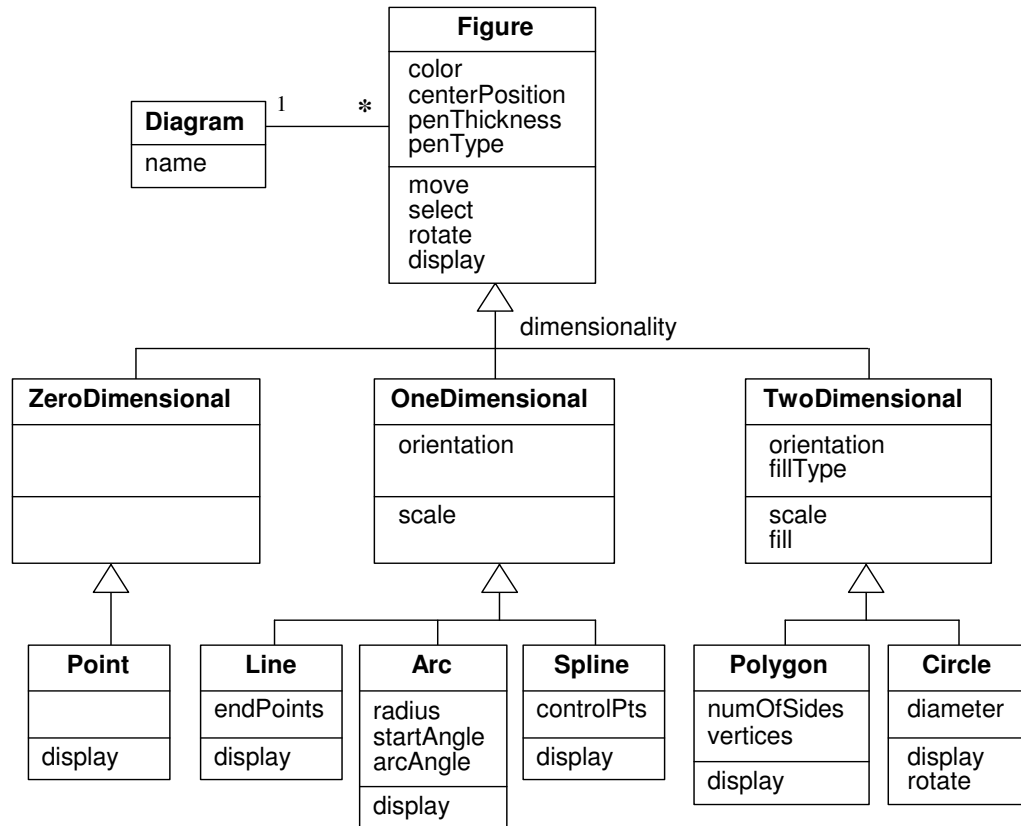 Figure
color
centerPosition
penThickness
penType
move
select
rotate
display
1
*
Diagram
name
dimensionality
ZeroDimensional
OneDimensional
orientation
scale
TwoDimensional
orientation
fillType
scale
fill
Point
display
Line
endPoints
display
Arc
radius
startAngle
arcAngle
display
Spline
controlPts
display
Polygon
numOfSides
vertices
display
Circle
diameter
display
rotate